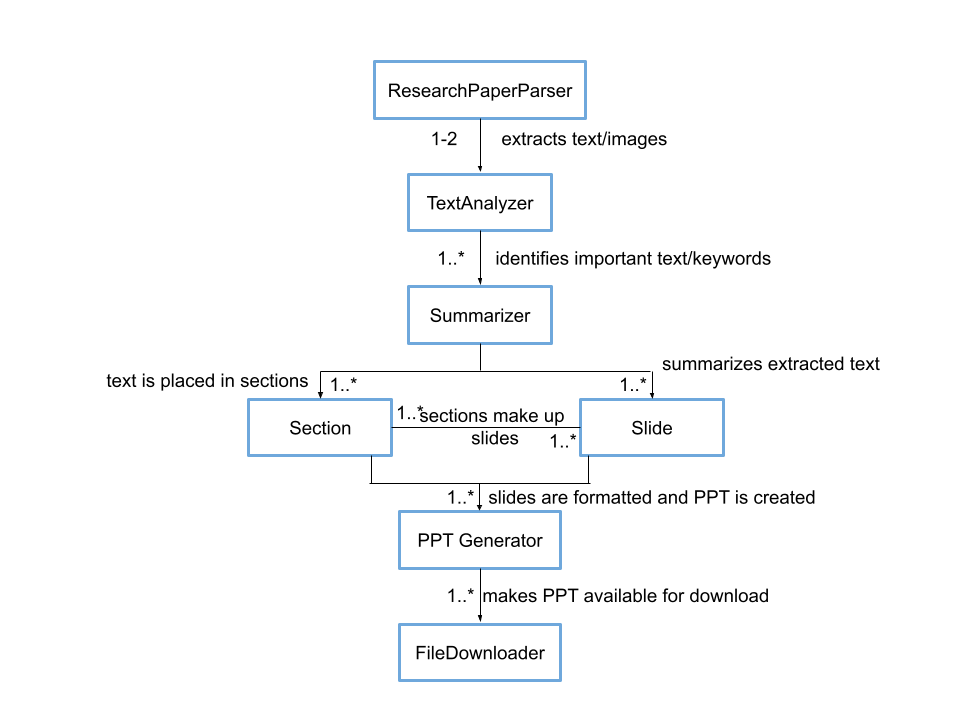 ResearchPaperParser
1-2 extracts text/images
TextAnalyzer
1..* identifies important text/keywords
Summarizer
summarizes extracted text
text is placed in sections 1..* 1..*
1..* sections make up
Section Slide
slides 1..*
1..* slides are formatted and PPT is created
PPT Generator
1..* makes PPT available for download
FileDownloader